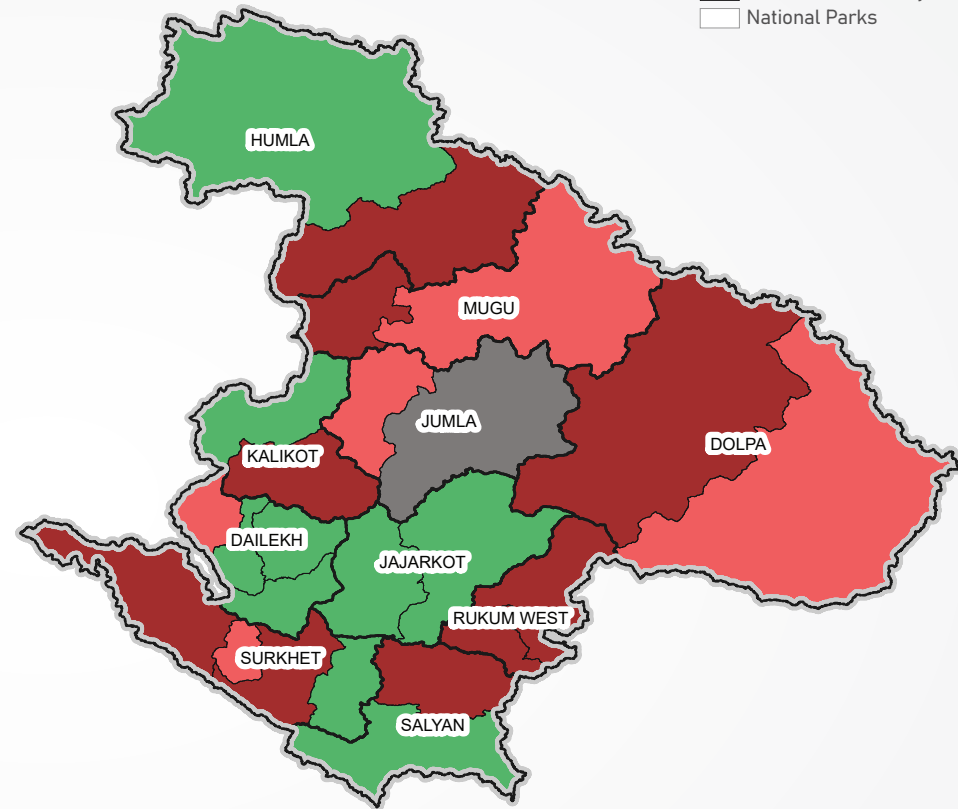 National Parks
HUMLA
MUGU
JUMLA
DOLPA
KALIKOT
DAILEKH
JAJARKOT
RUKUM WEST
SURKHET
SALYAN